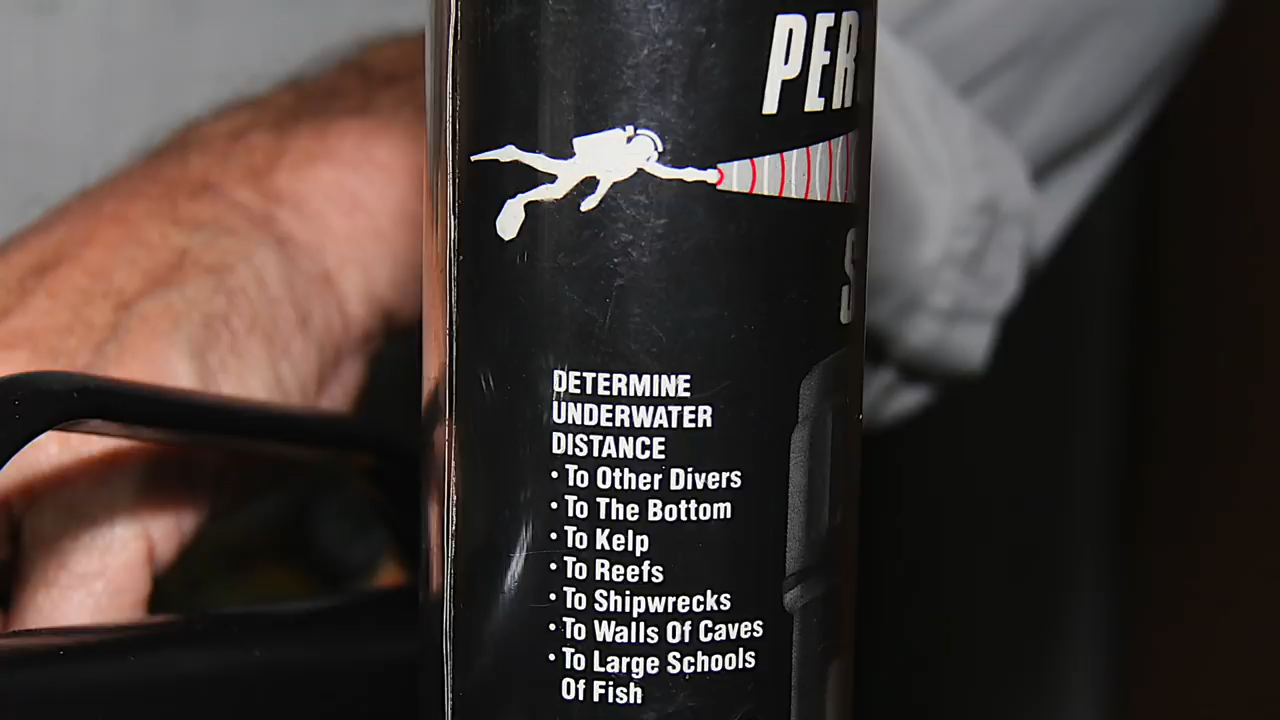 PER
S
DETERMINE
UNDERWATER
DISTANCE
• To Other Divers
• To The Bottom
• To Kelp
• To Reefs
• To Shipwrecks
• To Walls Of Caves
• To Large Schools
Of Fish